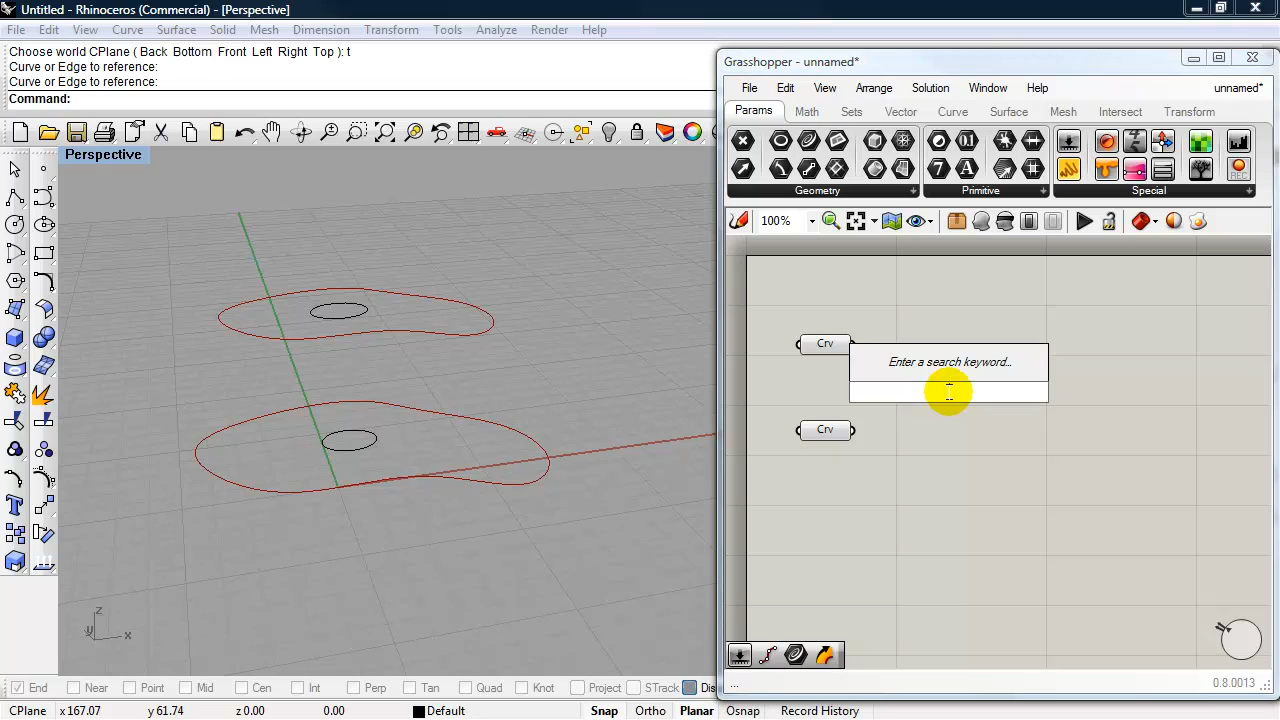 Untitled - Rhinoceros (Commercial) - [Perspective]
File Edit View Curve Surface Solid Mesh Dimension Transform Tools Analyze Render Help
Choose world CPlane ( Back Bottom Front Left Right Top ): t
Curve or Edge to reference:
Curve or Edge to reference:
Command:
Perspective
z
y
x
End Near Point Mid Cen Int Perp Tan Quad Knot Project STrack Dis
CPlane x 167.07 y 61.74 z 0.00 0.00 Default Snap Ortho Planar Osnap Record History
Grasshopper - unnamed*
File Edit View Arrange Solution Window Help unnamed*
Params Math Sets Vector Curve Surface Mesh Intersect Transform
0.1
7 A
REC
Geometry Primitive Special
100%
Crv
Enter a search keyword...
Crv
... 0.8.0013